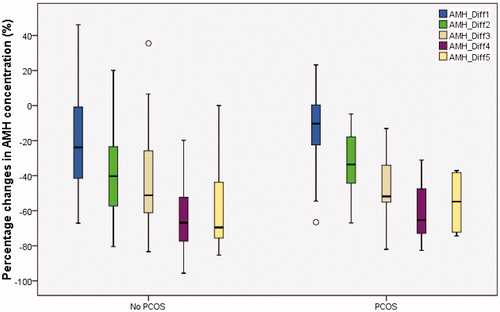 Percentage changes in AMH concentration (%)
40
20
0
-20
-40
-60
-80
-100
No PCOS
PCOS
AMH_Diff1
AMH_Diff2
AMH_Diff3
AMH_Diff4
AMH_Diff5